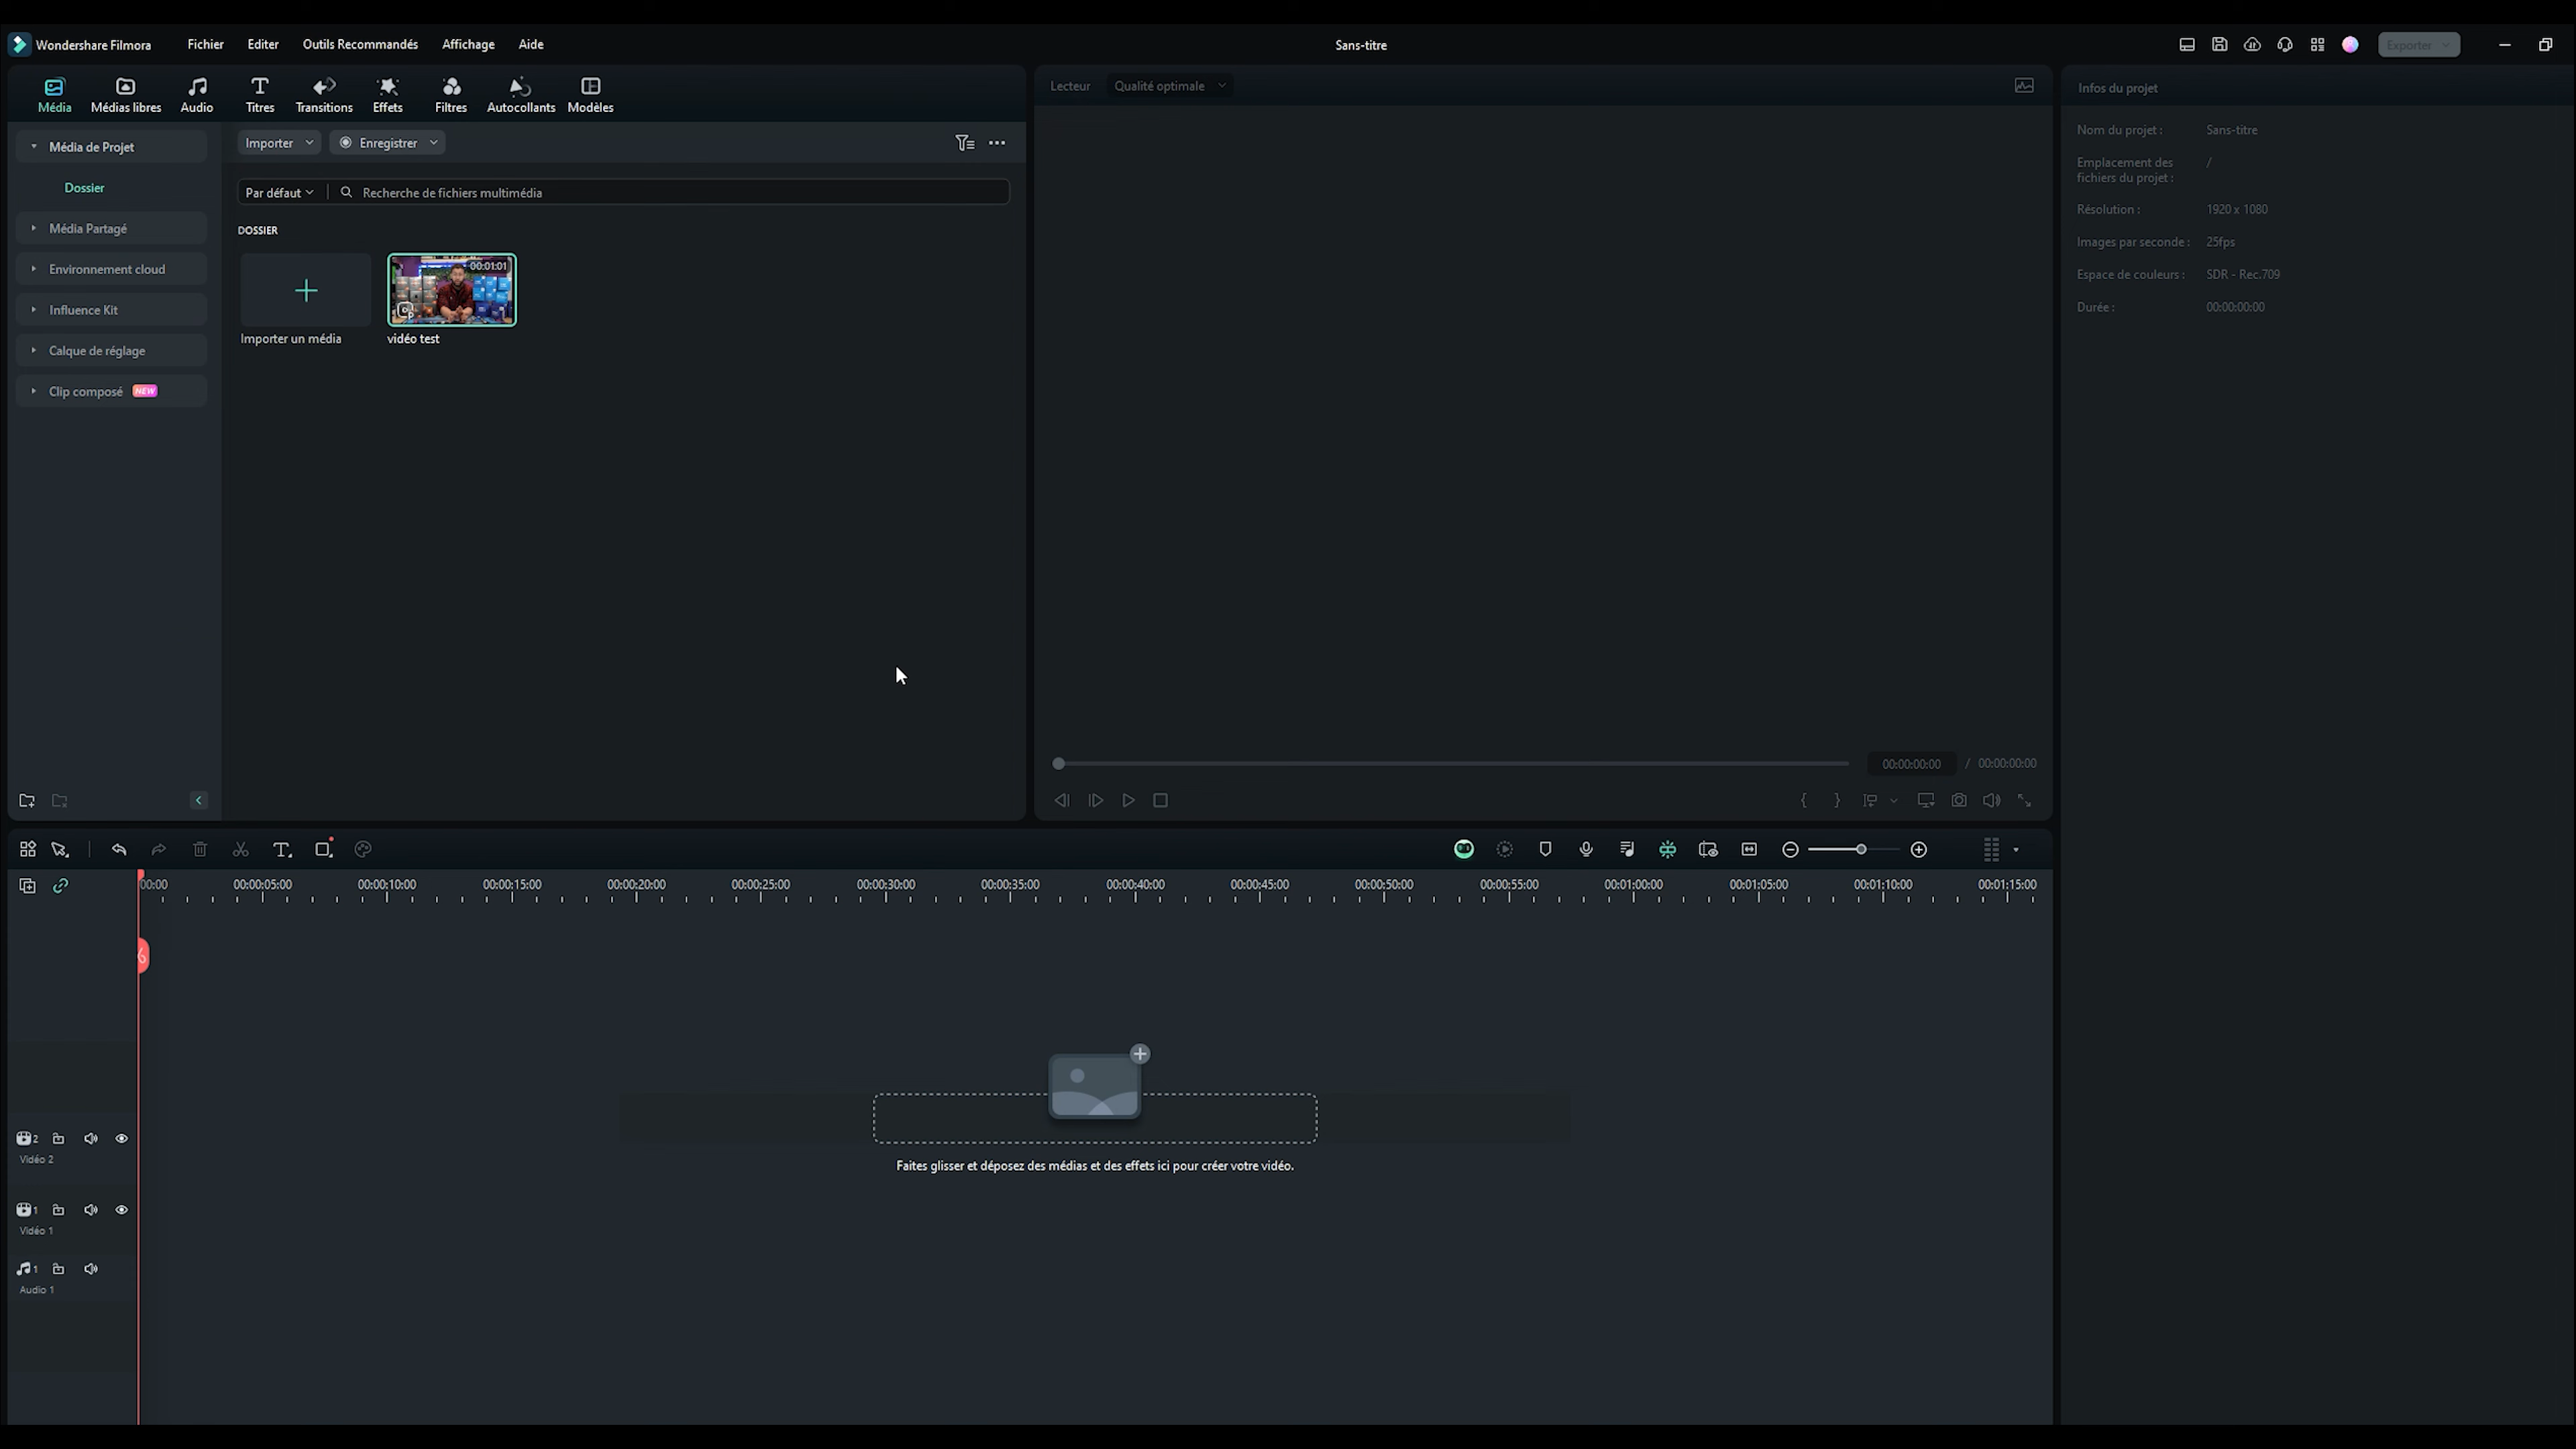 Wondershare Filmora
Fichier
Editer
Outils Recommandés
Affichage
Aide
Sans-titre
Exporter
Média
Médias libres
Audio
Titres
Transitions
Effets
Filtres
Autocollants
Modèles
Lecteur
Qualité optimale
Infos du projet
Média de Projet
Dossier
Média Partagé
Environnement cloud
Influence Kit
Calque de réglage
Clip composé NEW
Importer
Enregistrer
Par défaut
Recherche de fichiers multimédia
DOSSIER
00:01:01
Importer un média
vidéo test
Nom du projet : Sans-titre
Emplacement des
fichiers du projet : /
Résolution : 1920 x 1080
Images par seconde : 25fps
Espace de couleurs : SDR - Rec.709
Durée : 00:00:00:00
00:00:00:00 / 00:00:00:00
00:00 00:00:05:00 00:00:10:00 00:00:15:00 00:00:20:00 00:00:25:00 00:00:30:00 00:00:35:00 00:00:40:00 00:00:45:00 00:00:50:00 00:00:55:00 00:01:00:00 00:01:05:00 00:01:10:00 00:01:15:00
Faites glisser et déposez des médias et des effets ici pour créer votre vidéo.
2
Vidéo 2
1
Vidéo 1
1
Audio 1